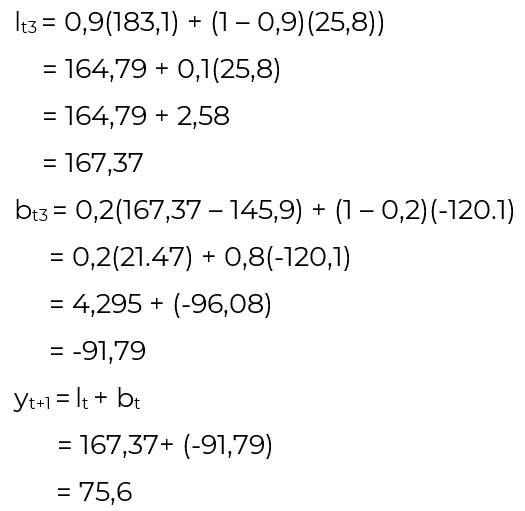 lt3 = 0,9(183,1) + (1 – 0,9)(25,8))
= 164,79 + 0,1(25,8)
= 164,79 + 2,58
= 167,37
bt3 = 0,2(167,37 – 145,9) + (1 – 0,2)(-120.1)
= 0,2(21.47) + 0,8(-120,1)
= 4,295 + (-96,08)
= -91,79
yt+1 = lt + bt
= 167,37+ (-91,79)
= 75,6